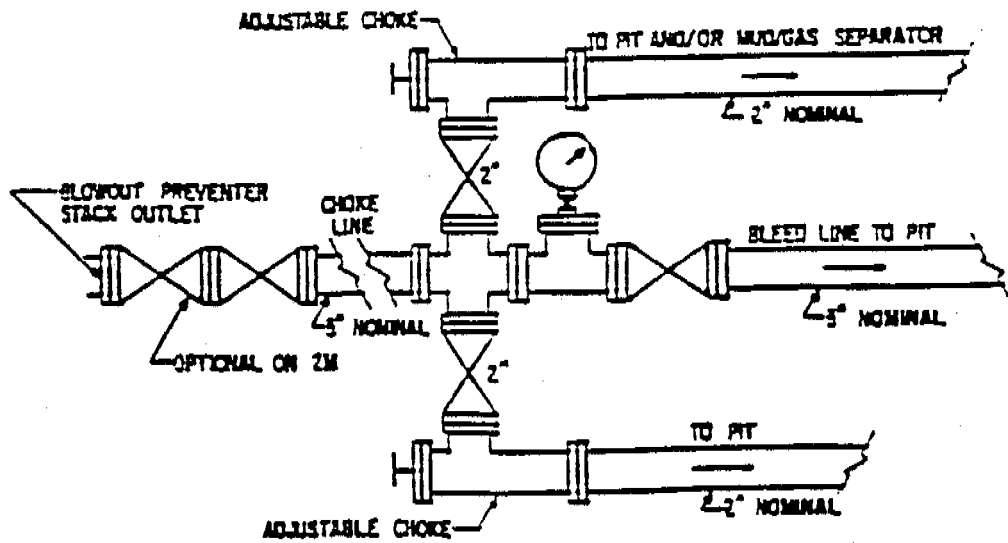 ADJUSTABLE CHOKE
TO PIT AND/OR MUD/GAS SEPARATOR
2" NOMINAL
2"
BLOWOUT PREVENTER
STACK OUTLET
CHOKE
LINE
BLEED LINE TO PIT
3" NOMINAL
3" NOMINAL
OPTIONAL ON 2M
2"
TO PIT
2" NOMINAL
ADJUSTABLE CHOKE